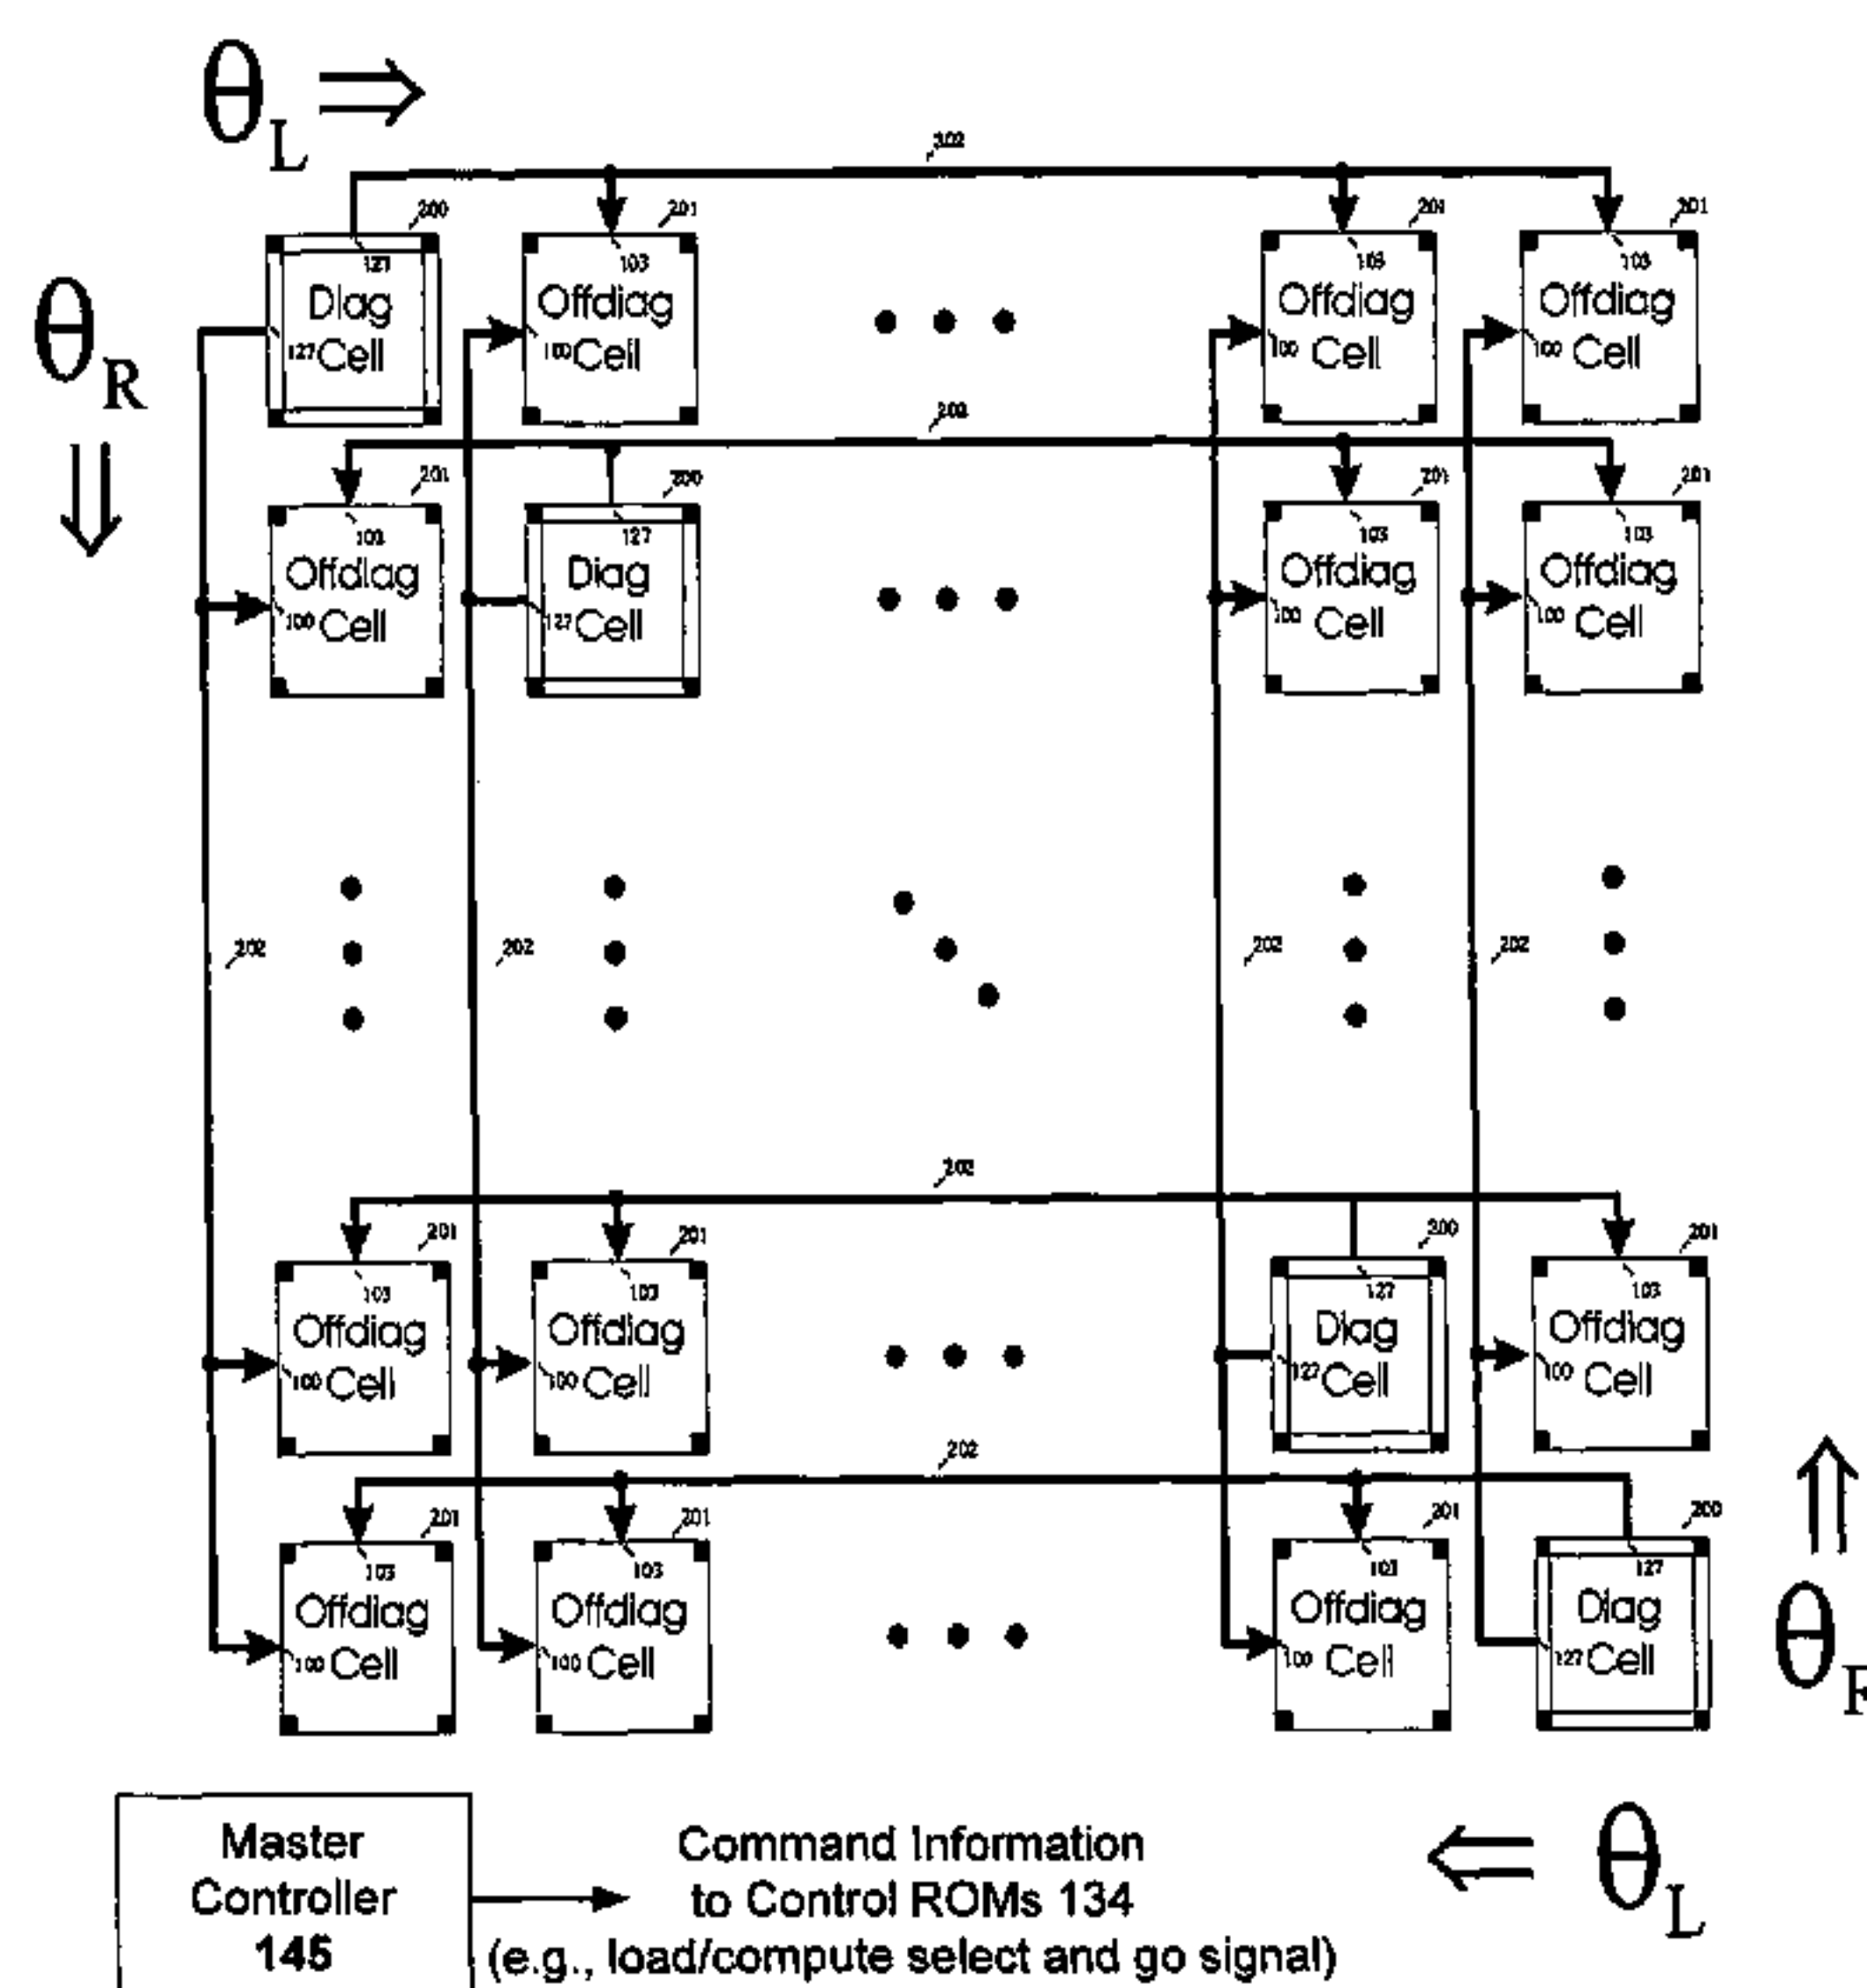 θL ⇒
202
200 201 201 201
127 103 103 103
Diag Offdiag Offdiag Offdiag
127 Cell 100 Cell 100 Cell 100 Cell
θR
⇓
202
201 200 201 201
103 127 103 103
Offdiag Diag Offdiag Offdiag
100 Cell 127 Cell 100 Cell 100 Cell
202 202 202 202
202
201 201 200 201
103 103 127 103
Offdiag Offdiag Diag Offdiag
100 Cell 100 Cell 127 Cell 100 Cell
202
201 201 201 200
103 103 103 127
Offdiag Offdiag Offdiag Diag
100 Cell 100 Cell 100 Cell 127 Cell
⇑
θ
Master
Controller
145
Command Information
to Control ROMs 134
(e.g., load/compute select and go signal)
⇐ θL